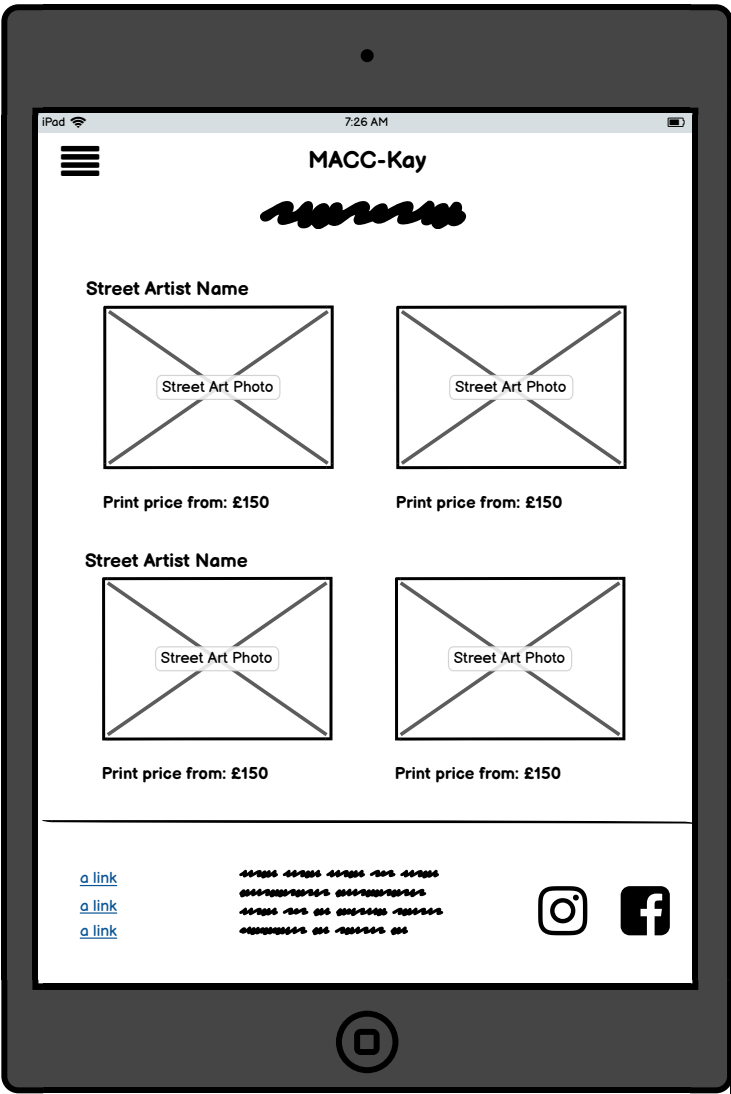 iPad 7:26 AM
MACC-Kay
Street Artist Name
Street Art Photo Street Art Photo
Print price from: £150 Print price from: £150
Street Artist Name
Street Art Photo Street Art Photo
Print price from: £150 Print price from: £150
a link
a link
a link